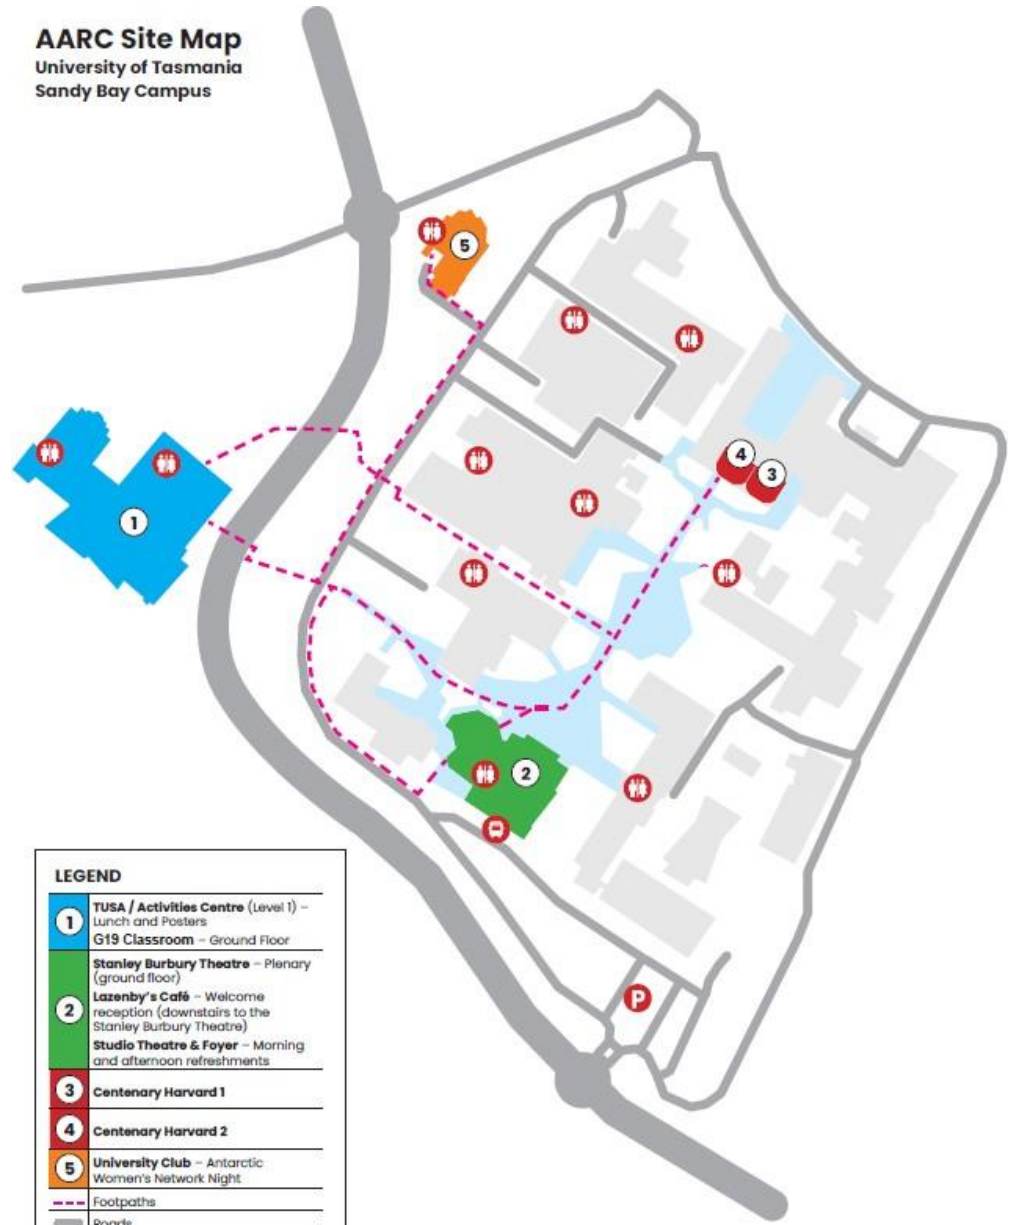 AARC Site Map
University of Tasmania
Sandy Bay Campus
5
4
3
1
2
P
LEGEND
1
TUSA / Activities Centre (Level 1) –
Lunch and Posters
G19 Classroom – Ground Floor
2
Stanley Burbury Theatre – Plenary
(ground floor)
Lazenby's Café – Welcome
reception (downstairs to the
Stanley Burbury Theatre)
Studio Theatre & Foyer – Morning
and afternoon refreshments
3
Centenary Harvard 1
4
Centenary Harvard 2
5
University Club – Antarctic
Women's Network Night
Footpaths
Roads